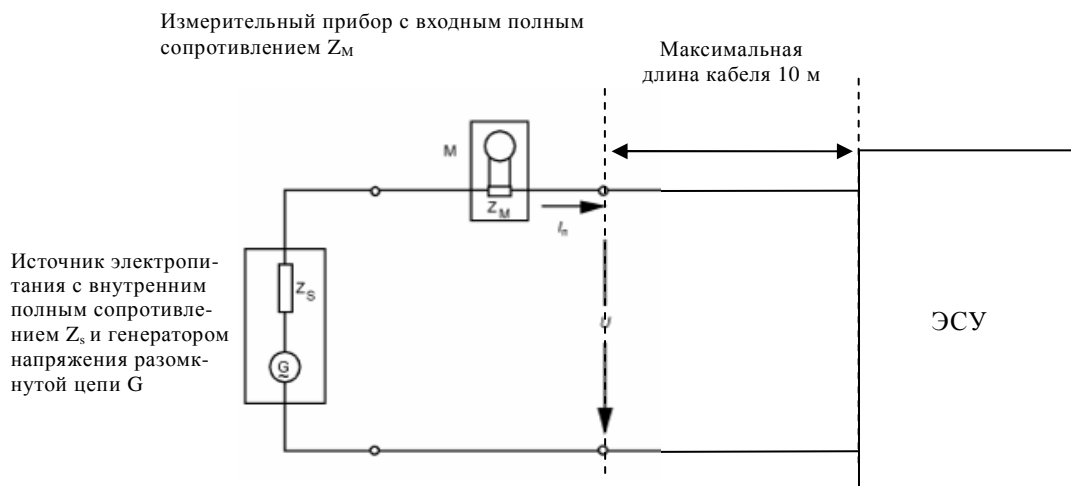 Измерительный прибор с входным полным
сопротивлением Z_M
Максимальная
длина кабеля 10 м
M
Z_M
I_п
Источник электропи-
тания с внутренним
полным сопротивле-
нием Z_s и генератором
напряжения разомк-
нутой цепи G
Z_S
U
G
ЭСУ